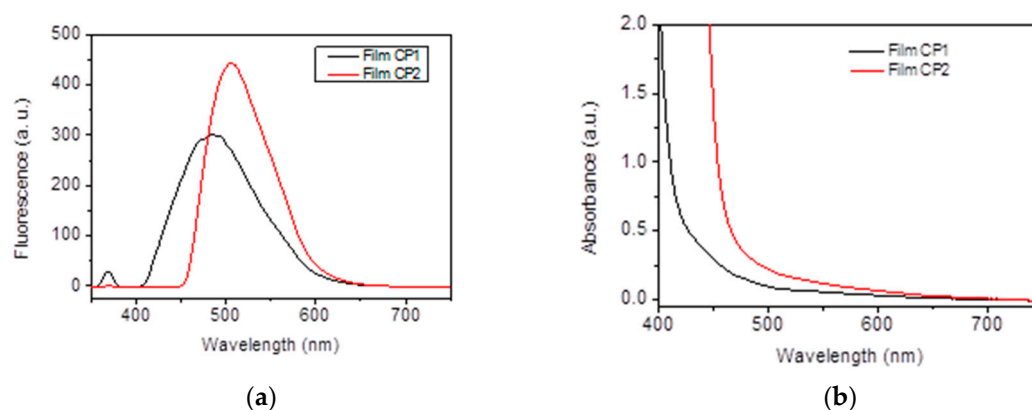 500
400
300
200
100
0
Fluorescence (a. u.)
Film CP1
Film CP2
400 500 600 700
Wavelength (nm)
(a)
2.0
1.5
1.0
0.5
0.0
Absorbance (a.u.)
Film CP1
Film CP2
400 500 600 700
Wavelength (nm)
(b)